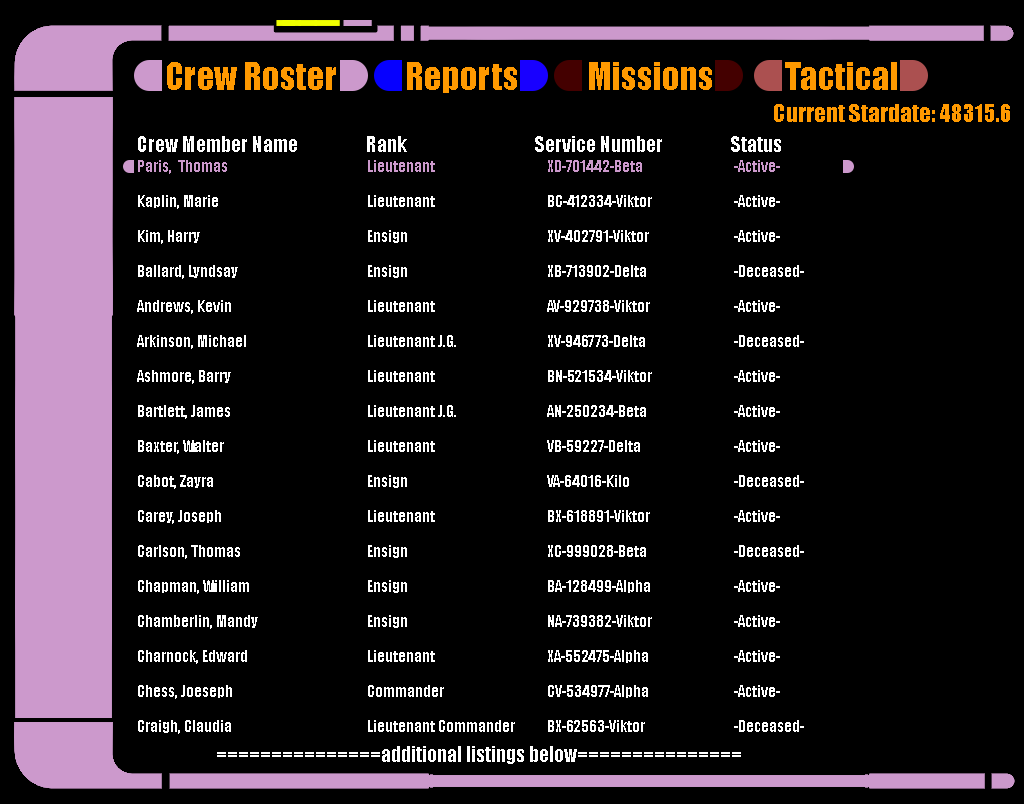 Crew Roster Reports Missions Tactical
Current Stardate: 48315.6
Crew Member Name Rank Service Number Status
Paris, Thomas Lieutenant XD-701442-Beta -Active-
Kaplin, Marie Lieutenant BC-412334-Viktor -Active-
Kim, Harry Ensign XV-402791-Viktor -Active-
Ballard, Lyndsay Ensign XB-713902-Delta -Deceased-
Andrews, Kevin Lieutenant AV-929738-Viktor -Active-
Arkinson, Michael Lieutenant J.G. XV-946773-Delta -Deceased-
Ashmore, Barry Lieutenant BN-521534-Viktor -Active-
Bartlett, James Lieutenant J.G. AN-250234-Beta -Active-
Baxter, Walter Lieutenant VB-59227-Delta -Active-
Cabot, Zayra Ensign VA-64016-Kilo -Deceased-
Carey, Joseph Lieutenant BX-618891-Viktor -Active-
Carlson, Thomas Ensign XC-999028-Beta -Deceased-
Chapman, William Ensign BA-128499-Alpha -Active-
Chamberlin, Mandy Ensign NA-739382-Viktor -Active-
Charnock, Edward Lieutenant XA-552475-Alpha -Active-
Chess, Joeseph Commander CV-534977-Alpha -Active-
Craigh, Claudia Lieutenant Commander BX-62563-Viktor -Deceased-
===============additional listings below===============